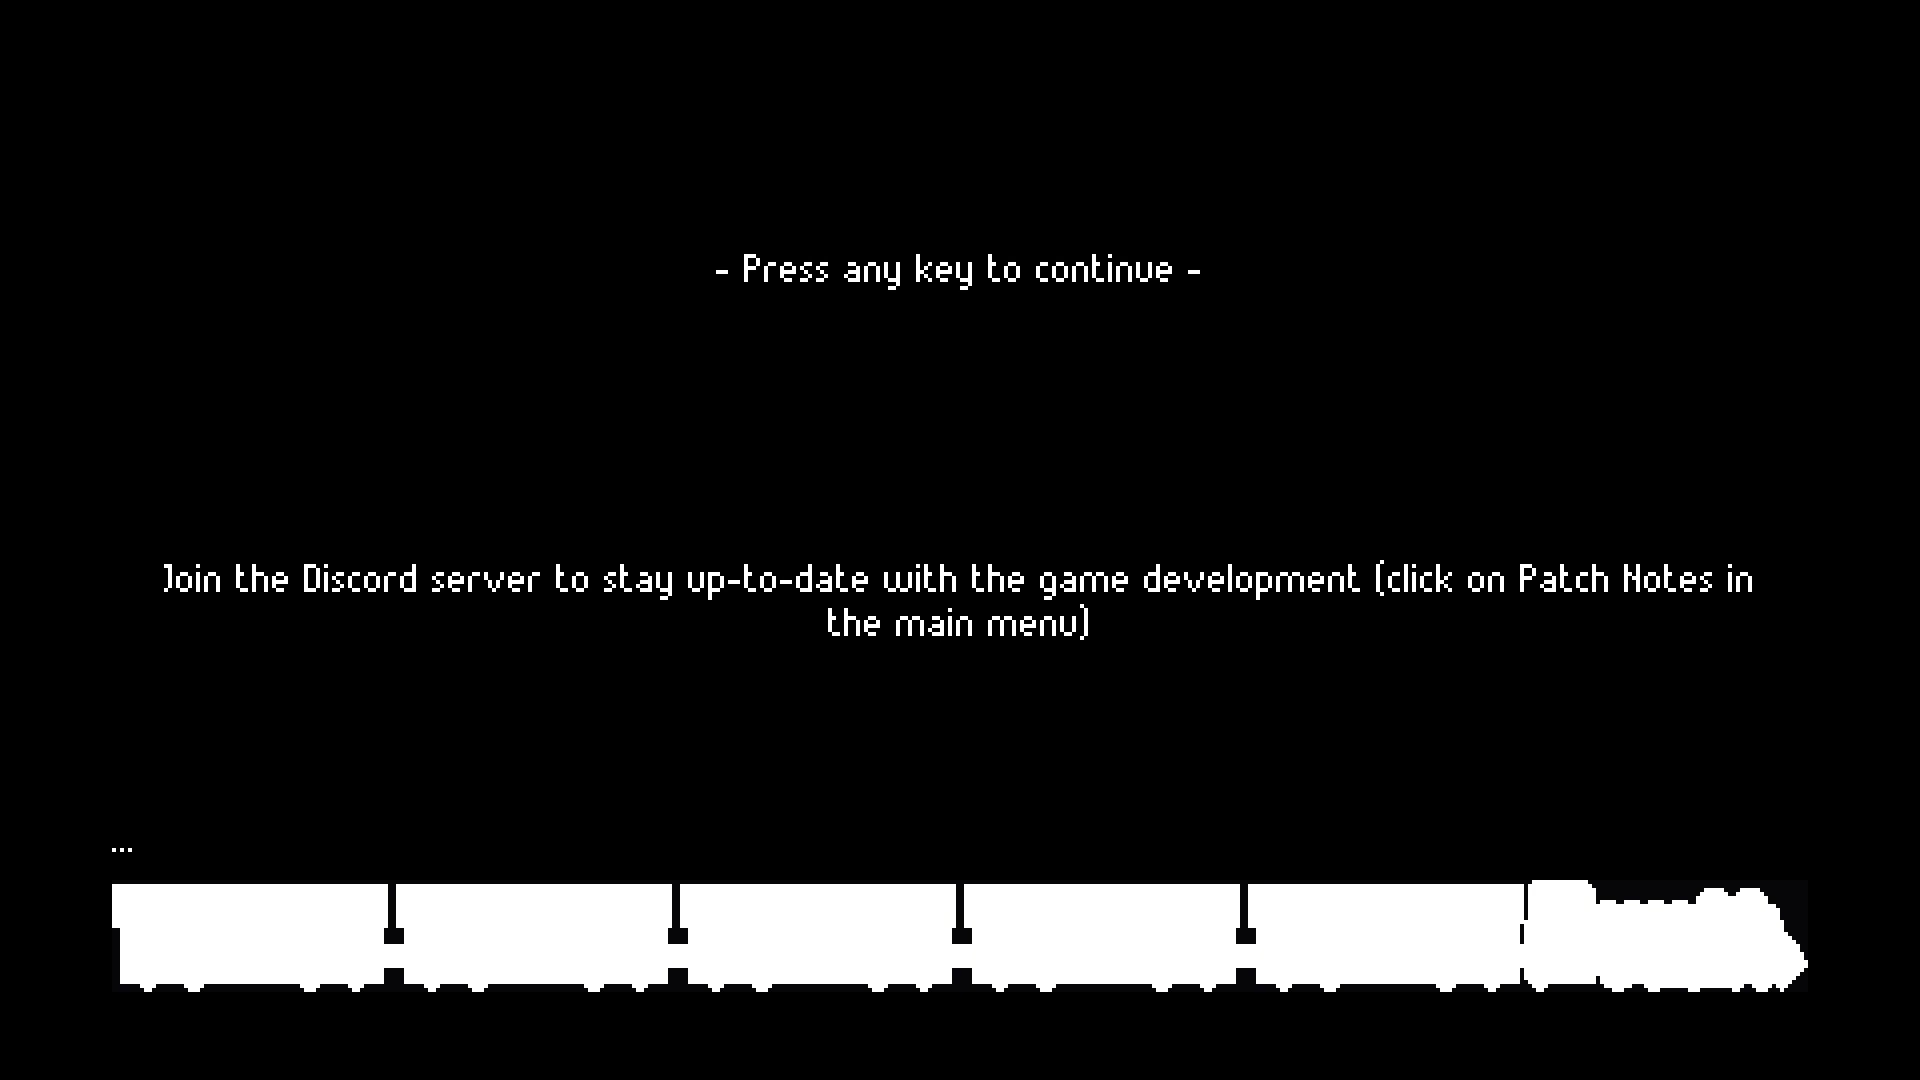 - Press any key to continue -
Join the Discord server to stay up-to-date with the game development (click on Patch Notes in
the main menu)
...